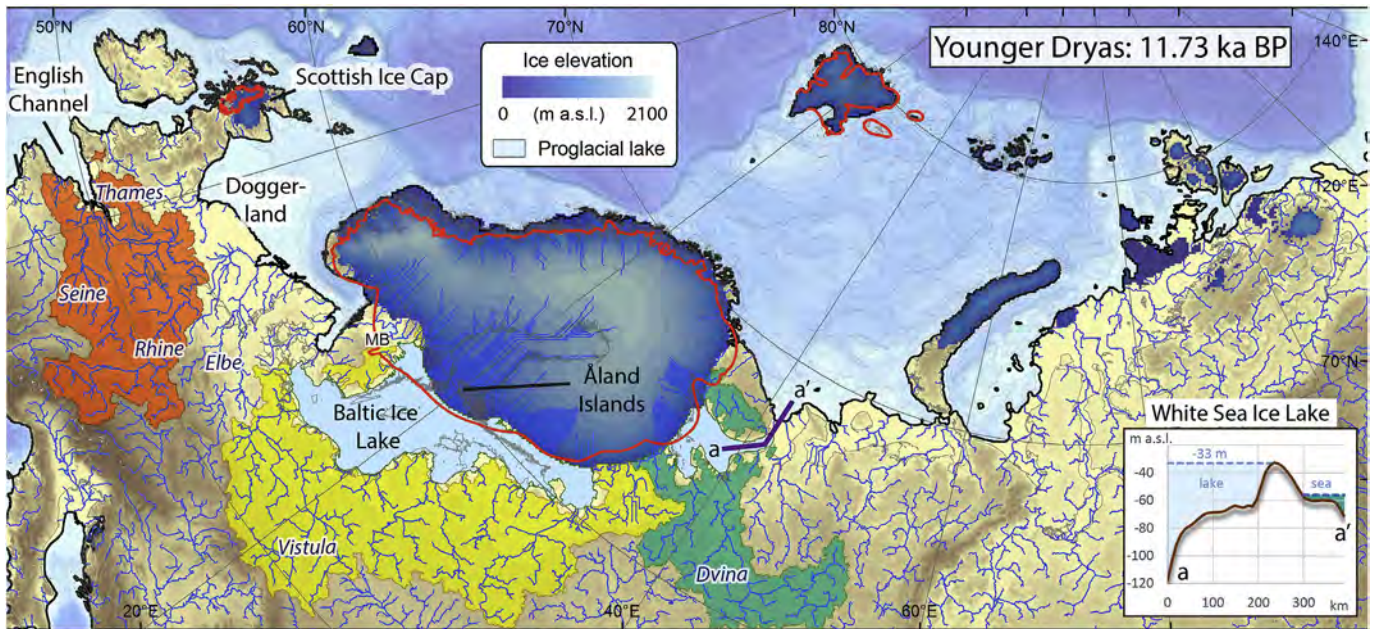 50°N
60°N
70°N
80°N
140°E
Younger Dryas: 11.73 ka BP
English
Channel
Scottish Ice Cap
Ice elevation
0 (m a.s.l.) 2100
Proglacial lake
Thames
Dogger-
land
120°E
Seine
Rhine
Elbe
MB
Baltic Ice
Lake
Åland
Islands
a
a'
70°N
Vistula
Dvina
20°E
40°E
60°E
White Sea Ice Lake
m a.s.l.
-33 m
-40
lake
sea
-60
-80
-100
-120
a
a'
0 100 200 300 km